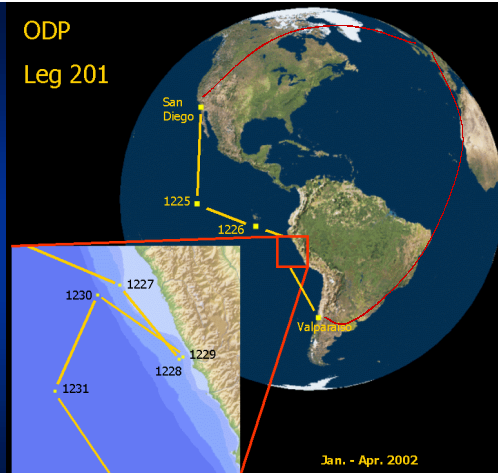 ODP
Leg 201
San
Diego
1225
1226
1227
1230
1229
1228
1231
Valparaiso
Jan. - Apr. 2002